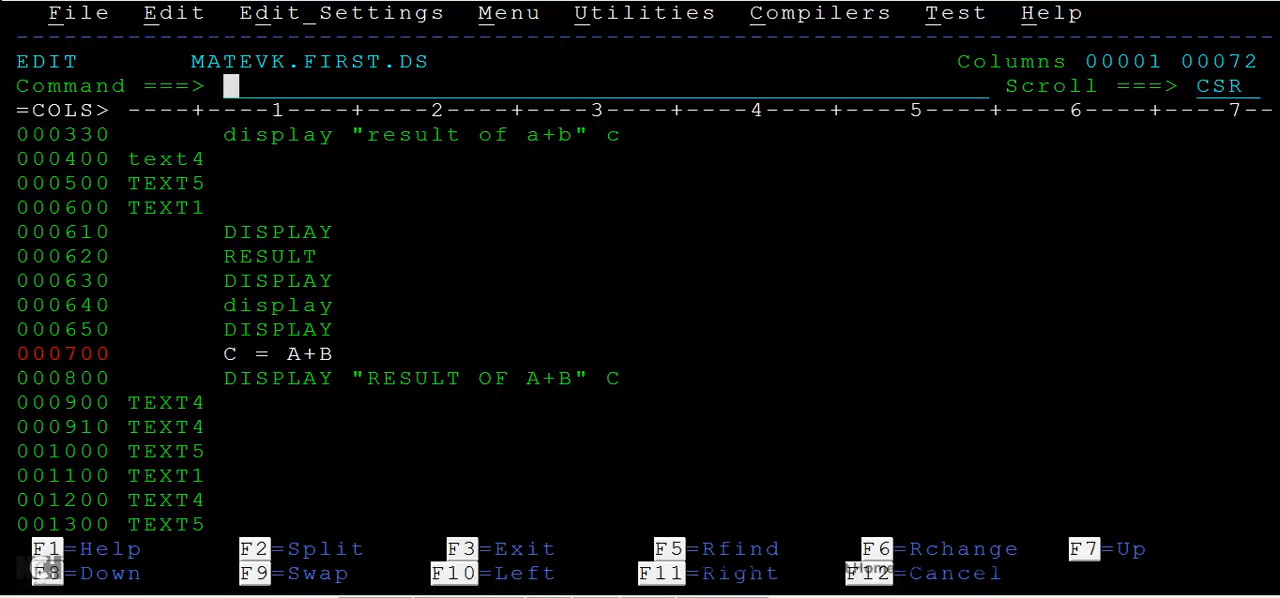 File Edit Edit_Settings Menu Utilities Compilers Test Help
EDIT MATEVK.FIRST.DS Columns 00001 00072
Command ===> Scroll ===> CSR
=COLS> ----+----1----+----2----+----3----+----4----+----5----+----6----+----7--
000330 display "result of a+b" c
000400 text4
000500 TEXT5
000600 TEXT1
000610 DISPLAY
000620 RESULT
000630 DISPLAY
000640 display
000650 DISPLAY
000700 C = A+B
000800 DISPLAY "RESULT OF A+B" C
000900 TEXT4
000910 TEXT4
001000 TEXT5
001100 TEXT1
001200 TEXT4
001300 TEXT5
F1=Help F2=Split F3=Exit F5=Rfind F6=Rchange F7=Up
F8=Down F9=Swap F10=Left F11=Right F12=Cancel
Home